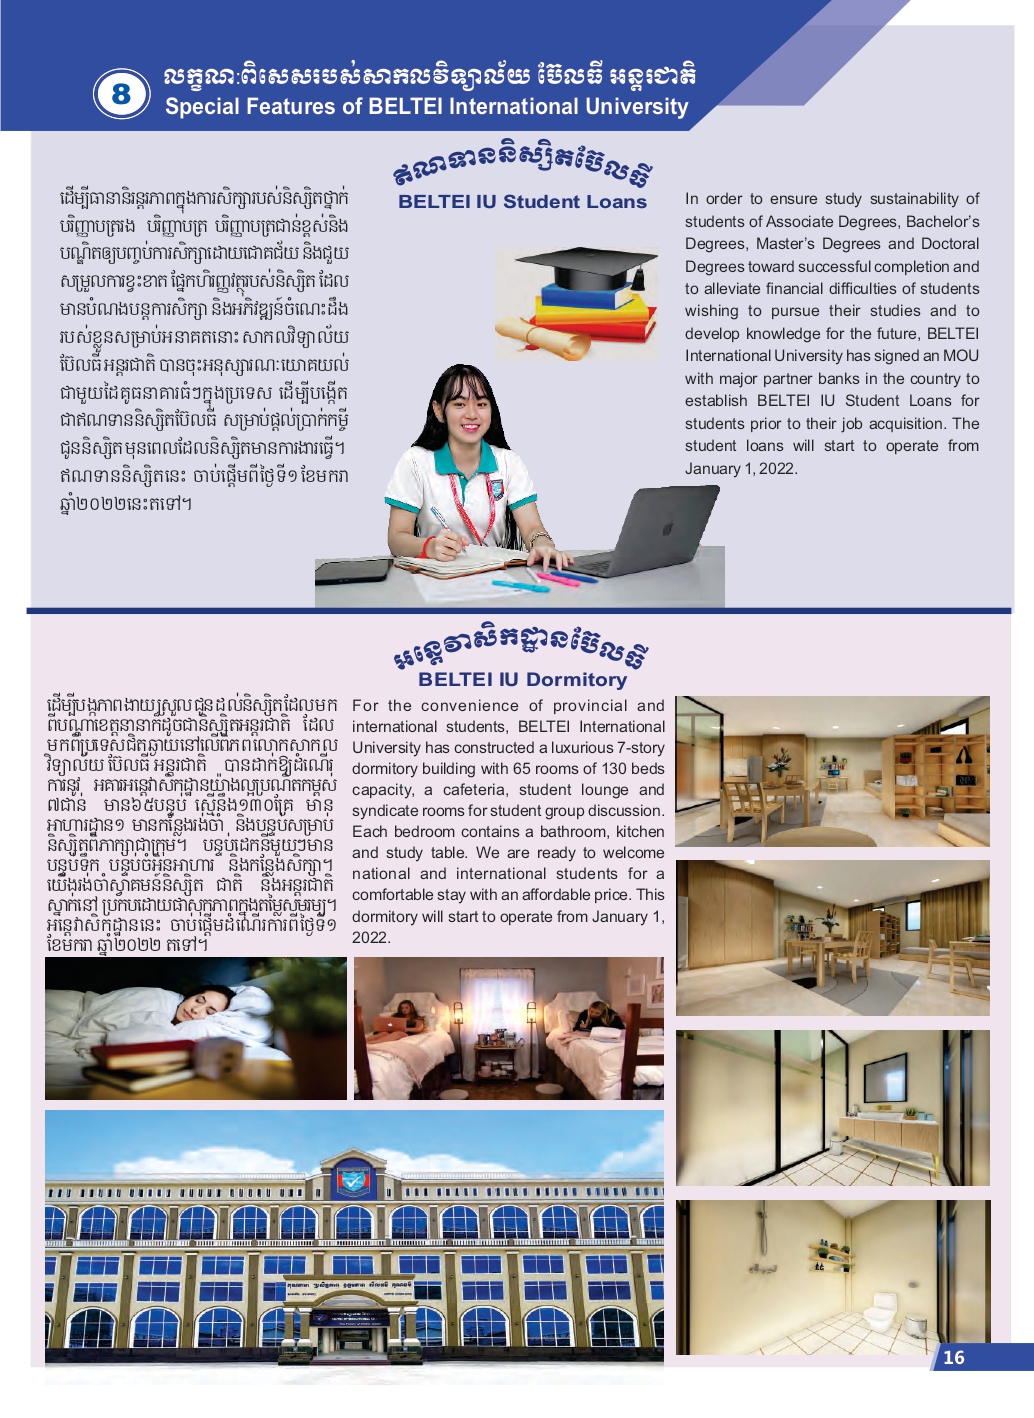 8
លក្ខណៈពិសេសរបស់សាកលវិទ្យាល័យ ប៊ែលធី អន្តរជាតិ
Special Features of BELTEI International University
ឥណទាននិស្សិតប៊ែលធី
BELTEI IU Student Loans
ដើម្បីធានានិរន្តរភាពក្នុងការសិក្សារបស់និស្សិតថ្នាក់
បរិញ្ញាបត្ររង បរិញ្ញាបត្រ បរិញ្ញាបត្រជាន់ខ្ពស់និង
បណ្ឌិតឲ្យបញ្ចប់ការសិក្សាដោយជោគជ័យ និងជួយ
សម្រួលការខ្វះខាត ផ្នែកហិរញ្ញវត្ថុរបស់និស្សិត ដែល
មានបំណងបន្តការសិក្សា និងអភិវឌ្ឍន៍ចំណេះដឹង
របស់ខ្លួនសម្រាប់អនាគតនោះ សាកលវិទ្យាល័យ
ប៊ែលធី អន្តរជាតិ បានចុះអនុស្សារណៈយោគយល់
ជាមួយដៃគូធនាគារធំៗក្នុងប្រទេស ដើម្បីបង្កើត
ជាឥណទាននិស្សិតប៊ែលធី សម្រាប់ផ្តល់ប្រាក់កម្ចី
ជូននិស្សិត មុនពេលដែលនិស្សិតមានការងារធ្វើ។
ឥណទាននិស្សិតនេះ ចាប់ផ្តើមពីថ្ងៃទី១ ខែមករា
ឆ្នាំ២០២២នេះតទៅ។
In order to ensure study sustainability of
students of Associate Degrees, Bachelor's
Degrees, Master's Degrees and Doctoral
Degrees toward successful completion and
to alleviate financial difficulties of students
wishing to pursue their studies and to
develop knowledge for the future, BELTEI
International University has signed an MOU
with major partner banks in the country to
establish BELTEI IU Student Loans for
students prior to their job acquisition. The
student loans will start to operate from
January 1, 2022.
អន្តេវាសិកដ្ឋានប៊ែលធី
BELTEI IU Dormitory
ដើម្បីបង្កភាពងាយស្រួល ជូនដល់និស្សិតដែលមក
ពីបណ្តាខេត្តនានាក៏ដូចជានិស្សិតអន្តរជាតិ ដែល
មកពីប្រទេសជិតឆ្ងាយនៅលើពិភពលោកសាកល
វិទ្យាល័យ ប៊ែលធី អន្តរជាតិ បានដាក់ឱ្យដំណើរ
ការនូវ អគារអន្តេវាសិកដ្ឋានយ៉ាងល្អប្រណីតកម្ពស់
៧ជាន់ មាន៦៥បន្ទប់ ស្មើនឹង១៣០គ្រែ មាន
អាហារដ្ឋាន១ មានកន្លែងរង់ចាំ និងបន្ទប់សម្រាប់
និស្សិតពិភាក្សាជាក្រុម។ បន្ទប់ដេកនីមួយៗមាន
បន្ទប់ទឹក បន្ទប់ចំអិនអាហារ និងកន្លែងសិក្សា។
យើងរង់ចាំស្វាគមន៍និស្សិត ជាតិ និងអន្តរជាតិ
ស្នាក់នៅ ប្រកបដោយផាសុកភាពក្នុងតម្លៃសមរម្យ។
អន្តេវាសិកដ្ឋាននេះ ចាប់ផ្តើមដំណើរការពីថ្ងៃទី១
ខែមករា ឆ្នាំ២០២២ តទៅ។
For the convenience of provincial and
international students, BELTEI International
University has constructed a luxurious 7-story
dormitory building with 65 rooms of 130 beds
capacity, a cafeteria, student lounge and
syndicate rooms for student group discussion.
Each bedroom contains a bathroom, kitchen
and study table. We are ready to welcome
national and international students for a
comfortable stay with an affordable price. This
dormitory will start to operate from January 1,
2022.
16